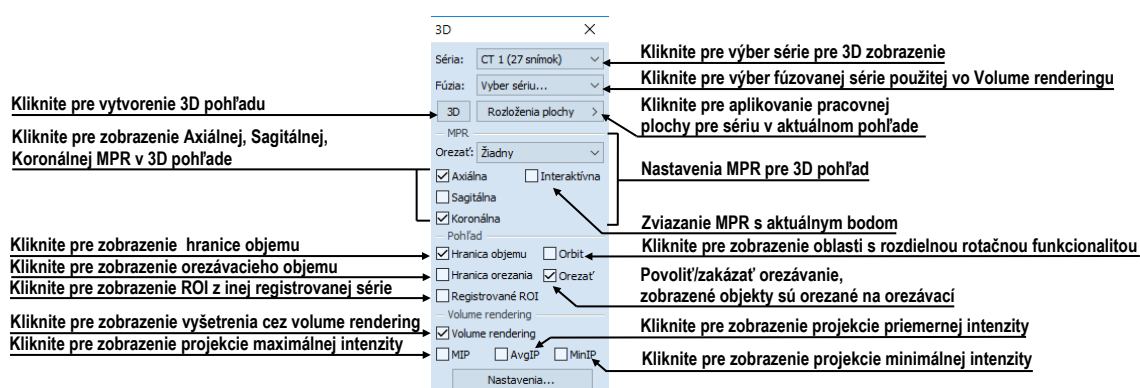 3D
Séria: CT 1 (27 snímok)
Fúzia: Vyber sériu...
3D Rozloženia plochy
MPR
Orezať: Žiadny
Axiálna Interaktívna
Sagitálna
Koronálna
Pohľad
Hranica objemu Orbit
Hranica orezania Orezať
Registrované ROI
Volume rendering
Volume rendering
MIP AvgIP MinIP
Nastavenia...
Kliknite pre vytvorenie 3D pohľadu
Kliknite pre zobrazenie Axiálnej, Sagitálnej,
Koronálnej MPR v 3D pohľade
Kliknite pre zobrazenie hranice objemu
Kliknite pre zobrazenie orezávacieho objemu
Kliknite pre zobrazenie ROI z inej registrovanej série
Kliknite pre zobrazenie vyšetrenia cez volume rendering
Kliknite pre zobrazenie projekcie maximálnej intenzity
Kliknite pre výber série pre 3D zobrazenie
Kliknite pre výber fúzovanej série použitej vo Volume renderingu
Kliknite pre aplikovanie pracovnej
plochy pre sériu v aktuálnom pohľade
Nastavenia MPR pre 3D pohľad
Zviazanie MPR s aktuálnym bodom
Kliknite pre zobrazenie oblasti s rozdielnou rotačnou funkcionalitou
Povoliť/zakázať orezávanie,
zobrazené objekty sú orezané na orezávací
Kliknite pre zobrazenie projekcie priemernej intenzity
Kliknite pre zobrazenie projekcie minimálnej intenzity